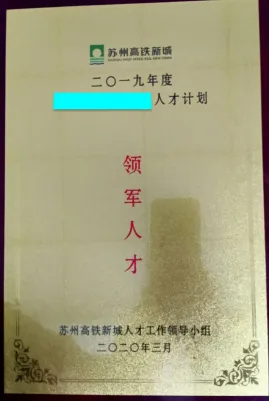 苏州高铁新城
二〇一九年度
人才计划
领军人才
苏州高铁新城人才工作领导小组
二〇二〇年三月